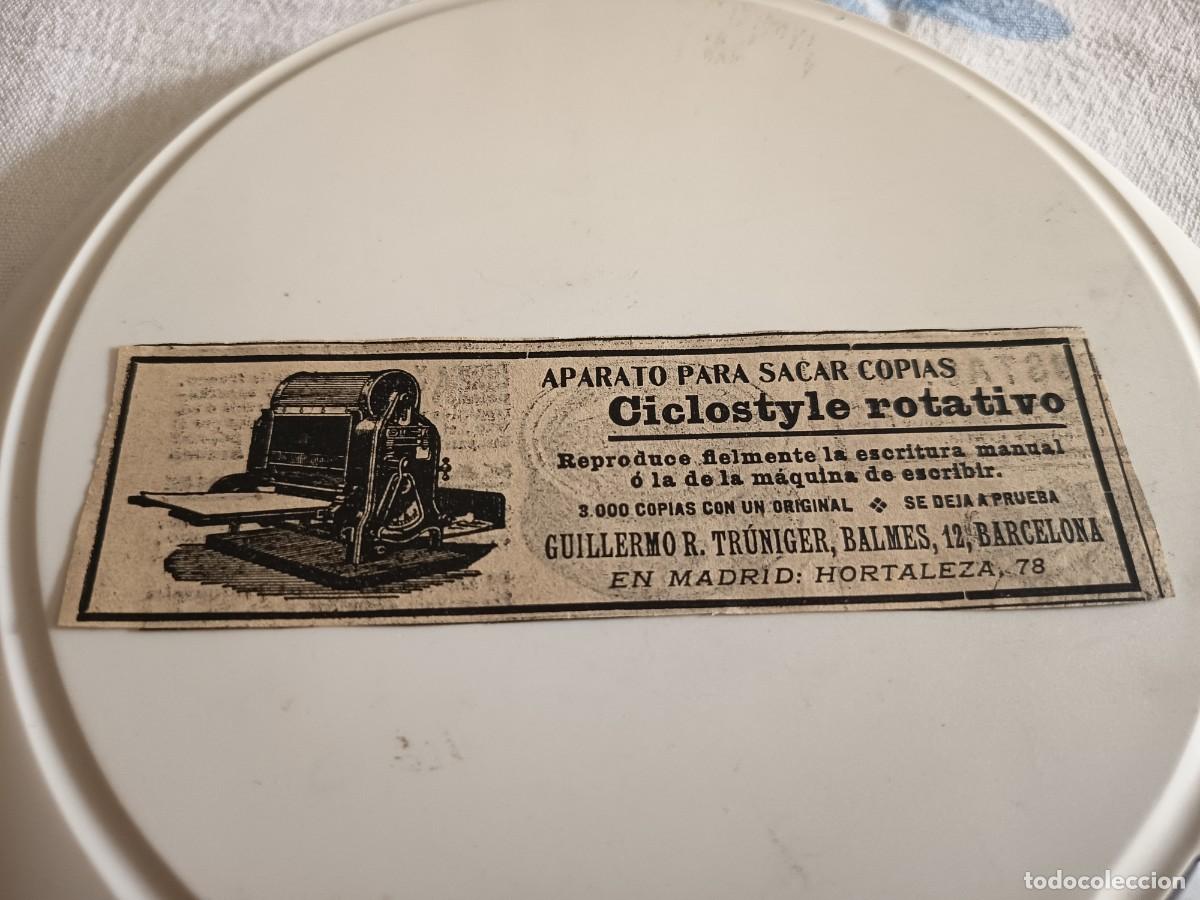 APARATO PARA SACAR COPIAS
Ciclostyle rotativo
Reproduce fielmente la escritura manual
ó la de la máquina de escribir.
3.000 COPIAS CON UN ORIGINAL ❖ SE DEJA A PRUEBA
GUILLERMO R. TRÚNIGER, BALMES, 12, BARCELONA
EN MADRID: HORTALEZA, 78
todocoleccion